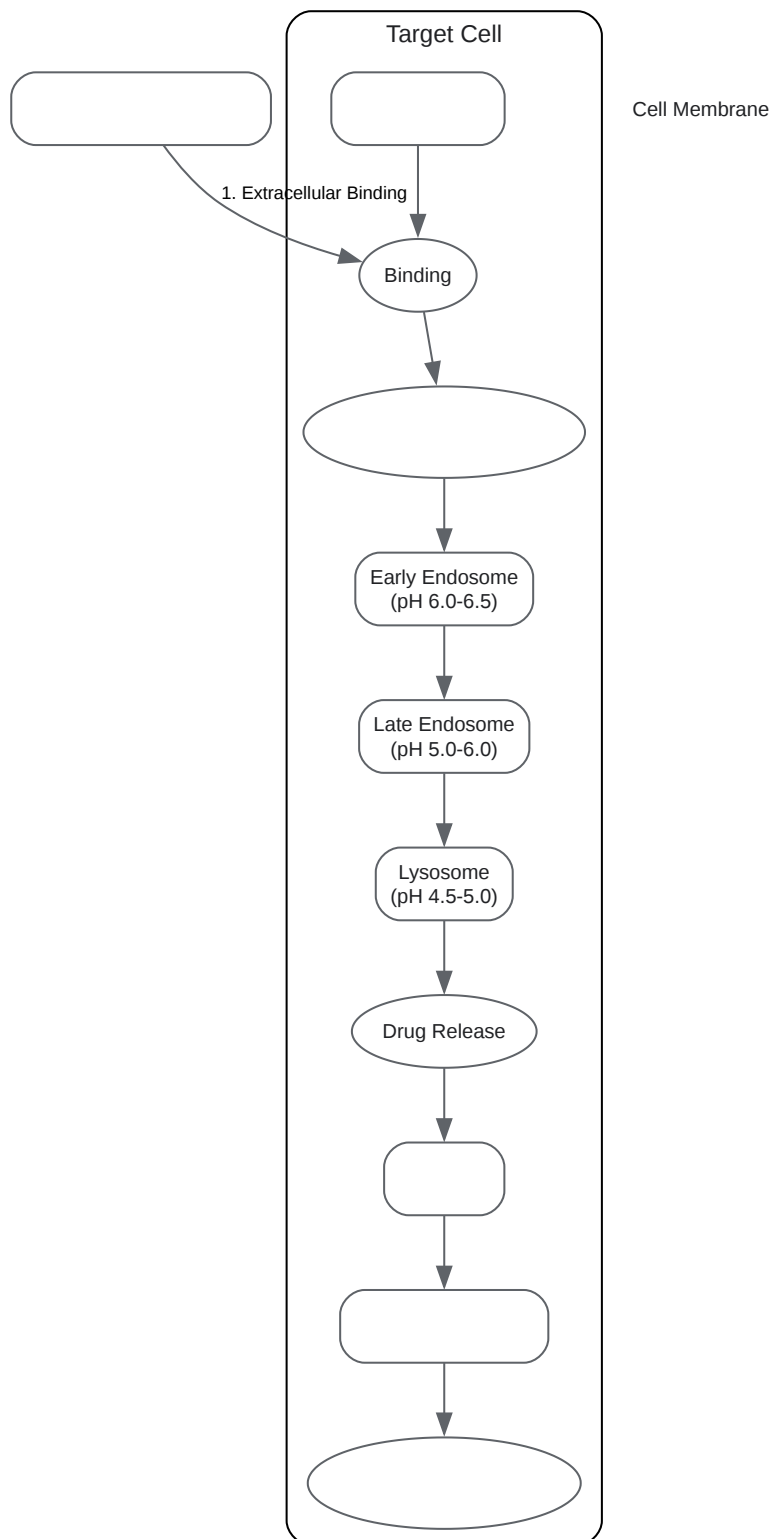 Target Cell
Cell Membrane
1. Extracellular Binding
Binding
Early Endosome
(pH 6.0-6.5)
Late Endosome
(pH 5.0-6.0)
Lysosome
(pH 4.5-5.0)
Drug Release